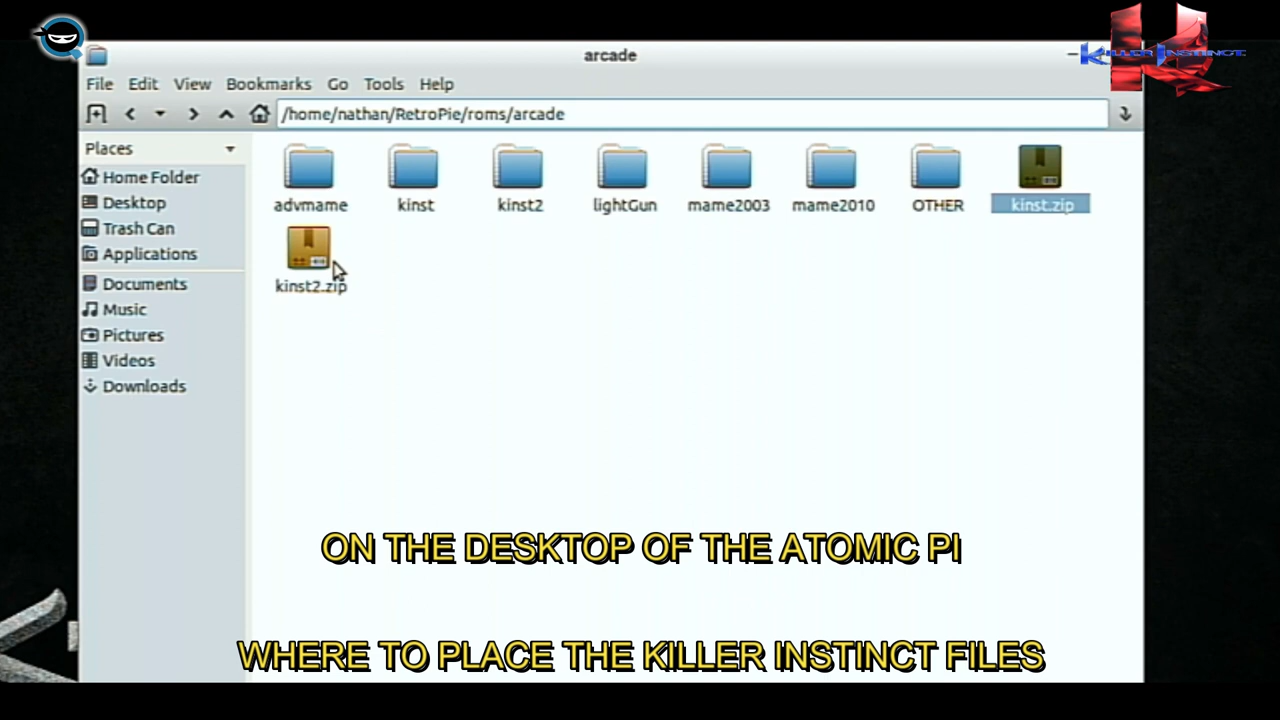 arcade
KILLER INSTINCT
File Edit View Bookmarks Go Tools Help
/home/nathan/RetroPie/roms/arcade
Places
Home Folder
Desktop
Trash Can
Applications
Documents
Music
Pictures
Videos
Downloads
advmame kinst kinst2 lightGun mame2003 mame2010 OTHER kinst.zip
kinst2.zip
ON THE DESKTOP OF THE ATOMIC PI
WHERE TO PLACE THE KILLER INSTINCT FILES